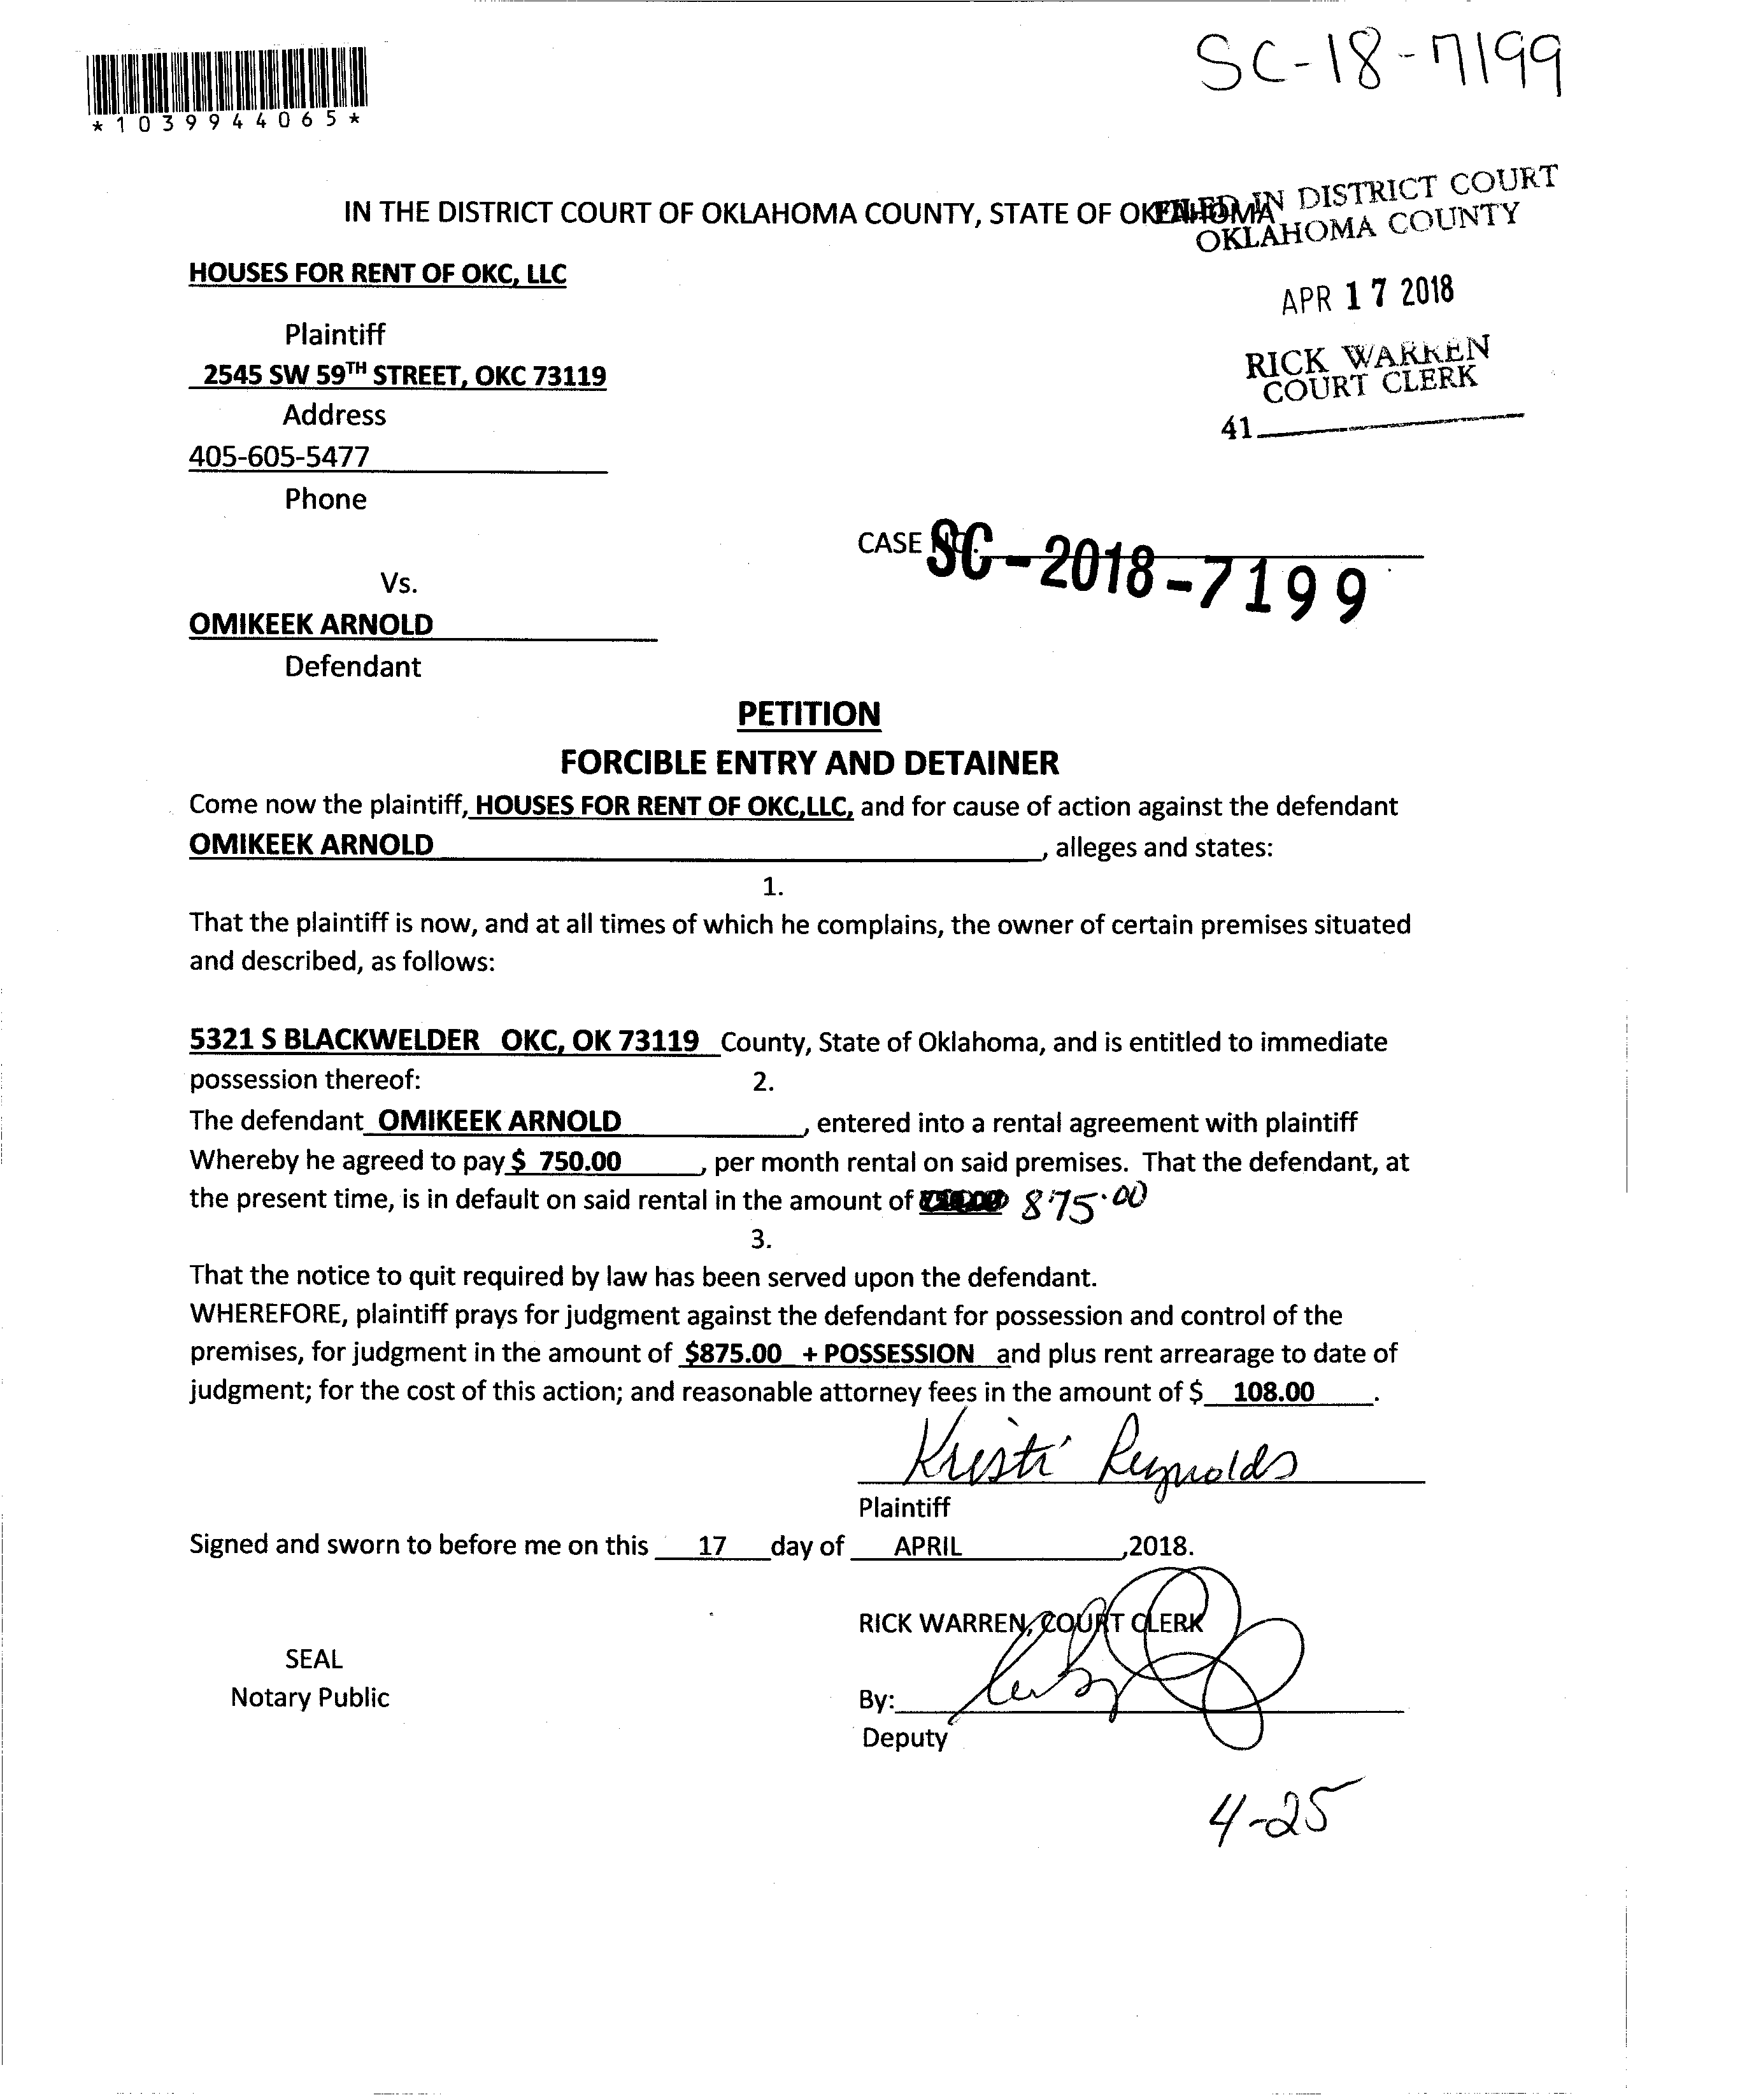 SC-18-7199
*1039944065*
IN THE DISTRICT COURT OF OKLAHOMA COUNTY, STATE OF OKLAHOMA
FILED IN DISTRICT COURT
OKLAHOMA COUNTY
HOUSES FOR RENT OF OKC, LLC
APR 17 2018
Plaintiff
RICK WARREN
COURT CLERK
2545 SW 59TH STREET, OKC 73119
Address
41
405-605-5477
Phone
CASE NO. SC-2018-7199
Vs.
OMIKEEK ARNOLD
Defendant
PETITION
FORCIBLE ENTRY AND DETAINER
Come now the plaintiff, HOUSES FOR RENT OF OKC,LLC, and for cause of action against the defendant
OMIKEEK ARNOLD, alleges and states:
1.
That the plaintiff is now, and at all times of which he complains, the owner of certain premises situated
and described, as follows:
5321 S BLACKWELDER OKC, OK 73119 County, State of Oklahoma, and is entitled to immediate
possession thereof: 2.
The defendant OMIKEEK ARNOLD, entered into a rental agreement with plaintiff
Whereby he agreed to pay $ 750.00, per month rental on said premises. That the defendant, at
the present time, is in default on said rental in the amount of 875.00
3.
That the notice to quit required by law has been served upon the defendant.
WHEREFORE, plaintiff prays for judgment against the defendant for possession and control of the
premises, for judgment in the amount of $875.00 + POSSESSION and plus rent arrearage to date of
judgment; for the cost of this action; and reasonable attorney fees in the amount of $ 108.00.
Kristi Reynolds
Plaintiff
Signed and sworn to before me on this 17 day of APRIL ,2018.
RICK WARREN, COURT CLERK
SEAL
Notary Public
By:
Deputy
4-25